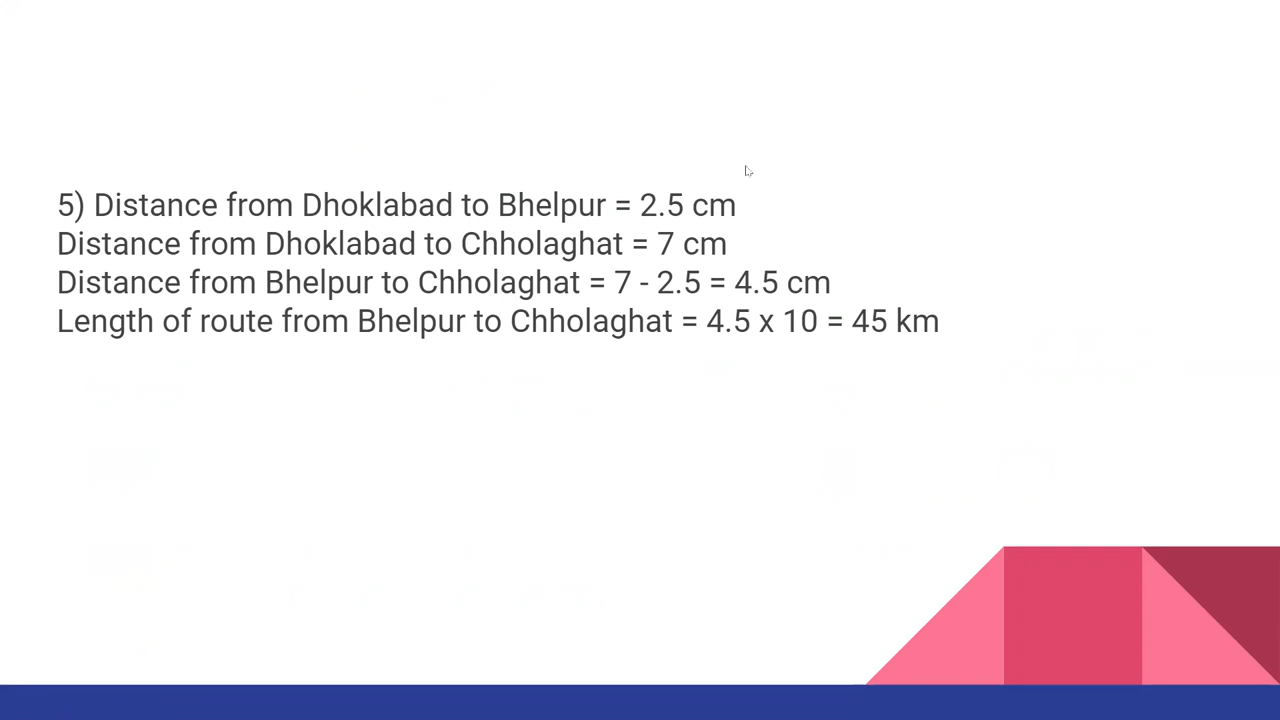 5) Distance from Dhoklabad to Bhelpur = 2.5 cm
Distance from Dhoklabad to Chholaghat = 7 cm
Distance from Bhelpur to Chholaghat = 7 - 2.5 = 4.5 cm
Length of route from Bhelpur to Chholaghat = 4.5 x 10 = 45 km